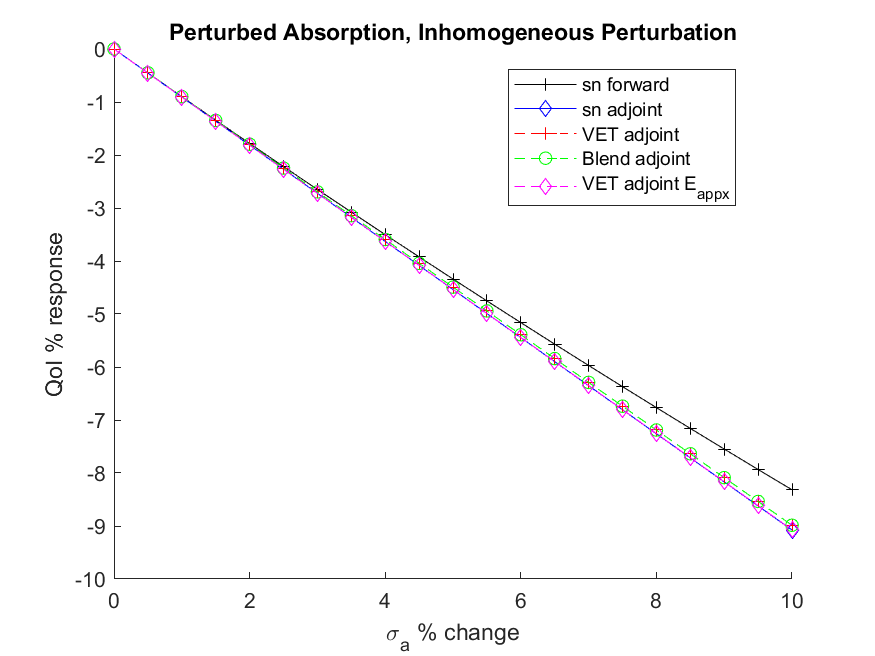 Perturbed Absorption, Inhomogeneous Perturbation
0
-1
-2
-3
-4
-5
-6
-7
-8
-9
-10
QoI % response
sn forward
sn adjoint
VET adjoint
Blend adjoint
VET adjoint E_appx
0 2 4 6 8 10
σ_a % change